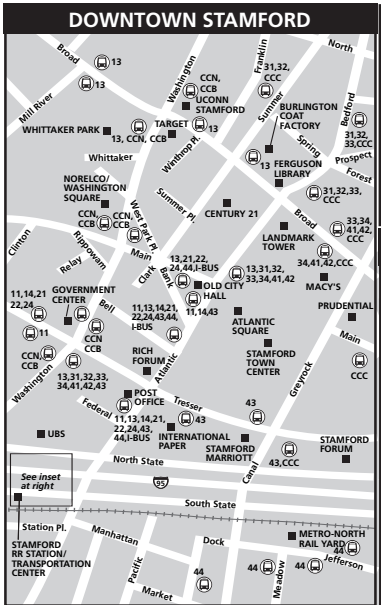 DOWNTOWN STAMFORD
Broad
13
Washington
CCN,
CCB
UCONN
STAMFORD
Franklin
31,32,
CCC
North
13
Mill River
Summer
BURLINGTON
COAT
FACTORY
Bedford
WHITTAKER PARK
13, CCN, CCB
TARGET
13
31,32,
33,CCC
Spring
Prospect
Whittaker
Winthrop Pl.
13
FERGUSON
LIBRARY
Forest
NORELCO/
WASHINGTON
SQUARE
Summer Pl.
31,32,33,
CCC
CCN,
CCB
CCN,
CCB
West Park Pl.
CENTURY 21
Broad
33,34,
41,42,
CCC
LANDMARK
TOWER
Clinton
Rippowam
Relay
Main
Clark
Bank
13,21,22,
24,44,I-BUS
13,31,32,
33,34,41,42
34,41,42,CCC
MACY'S
OLD CITY
HALL
11,14,43
11,14,21
22,24
GOVERNMENT
CENTER
Bell
11,13,14,21,
22,24,43,44,
I-BUS
PRUDENTIAL
ATLANTIC
SQUARE
11
CCN
CCB
Main
CCN,
CCB
RICH
FORUM
Atlantic
STAMFORD
TOWN
CENTER
Greyrock
CCC
Washington
13,31,32,33,
34,41,42,43
POST
OFFICE
Federal
Tresser
11,13,14,21,
22,24,43,
44,I-BUS
43
43
UBS
INTERNATIONAL
PAPER
STAMFORD
MARRIOTT
43,CCC
STAMFORD
FORUM
North State
Canal
See inset
at right
95
South State
Station Pl.
STAMFORD
RR STATION/
TRANSPORTATION
CENTER
Manhattan
Dock
METRO-NORTH
RAIL YARD
44
Jefferson
Pacific
44
44
44
Meadow
Market